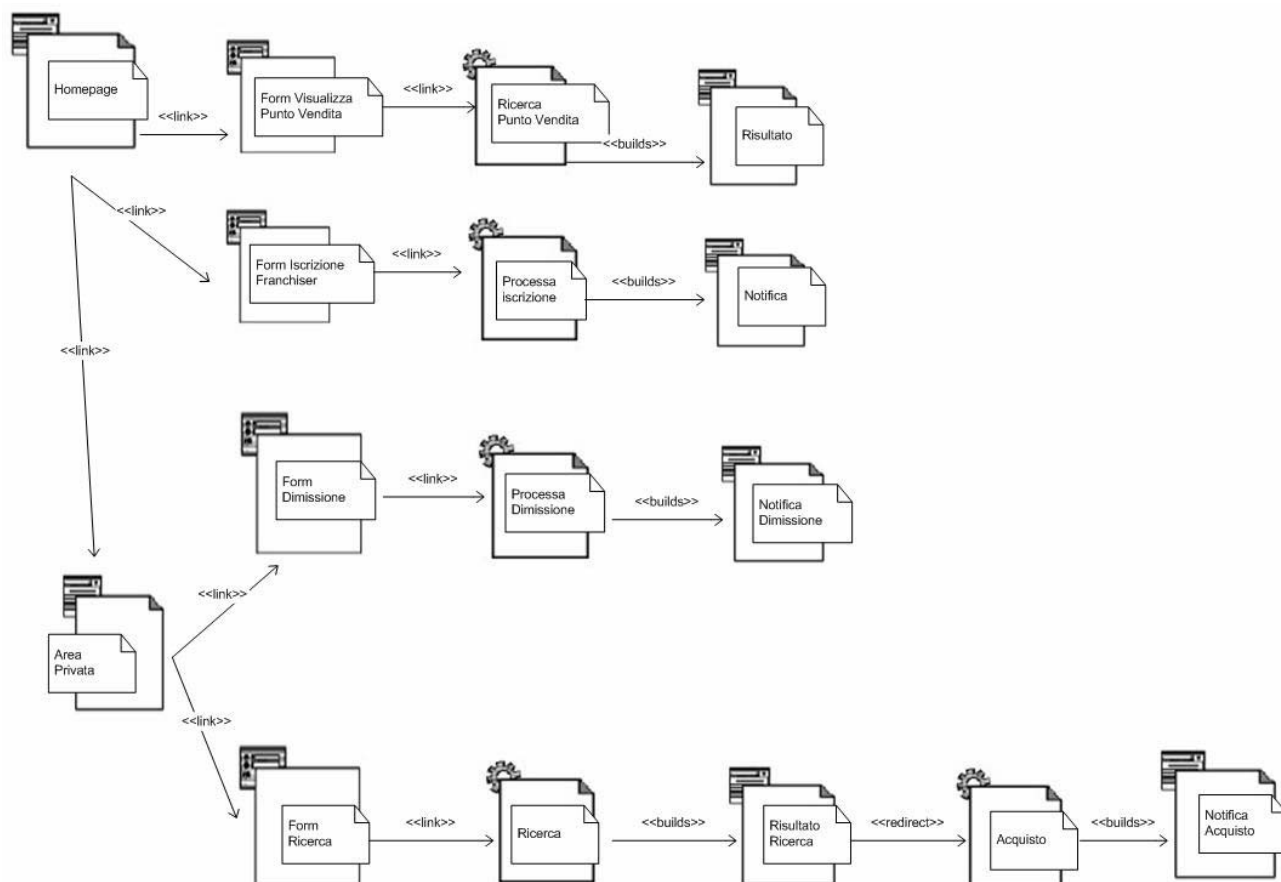 Homepage
<<link>>
Form Visualizza
Punto Vendita
<<link>>
Ricerca
Punto Vendita
<<builds>>
Risultato
<<link>>
Form Iscrizione
Franchiser
<<link>>
Processa
iscrizione
<<builds>>
Notifica
<<link>>
Form
Dimissione
<<link>>
Processa
Dimissione
<<builds>>
Notifica
Dimissione
<<link>>
Area
Privata
<<link>>
Form
Ricerca
<<link>>
Ricerca
<<builds>>
Risultato
Ricerca
<<redirect>>
Acquisto
<<builds>>
Notifica
Acquisto